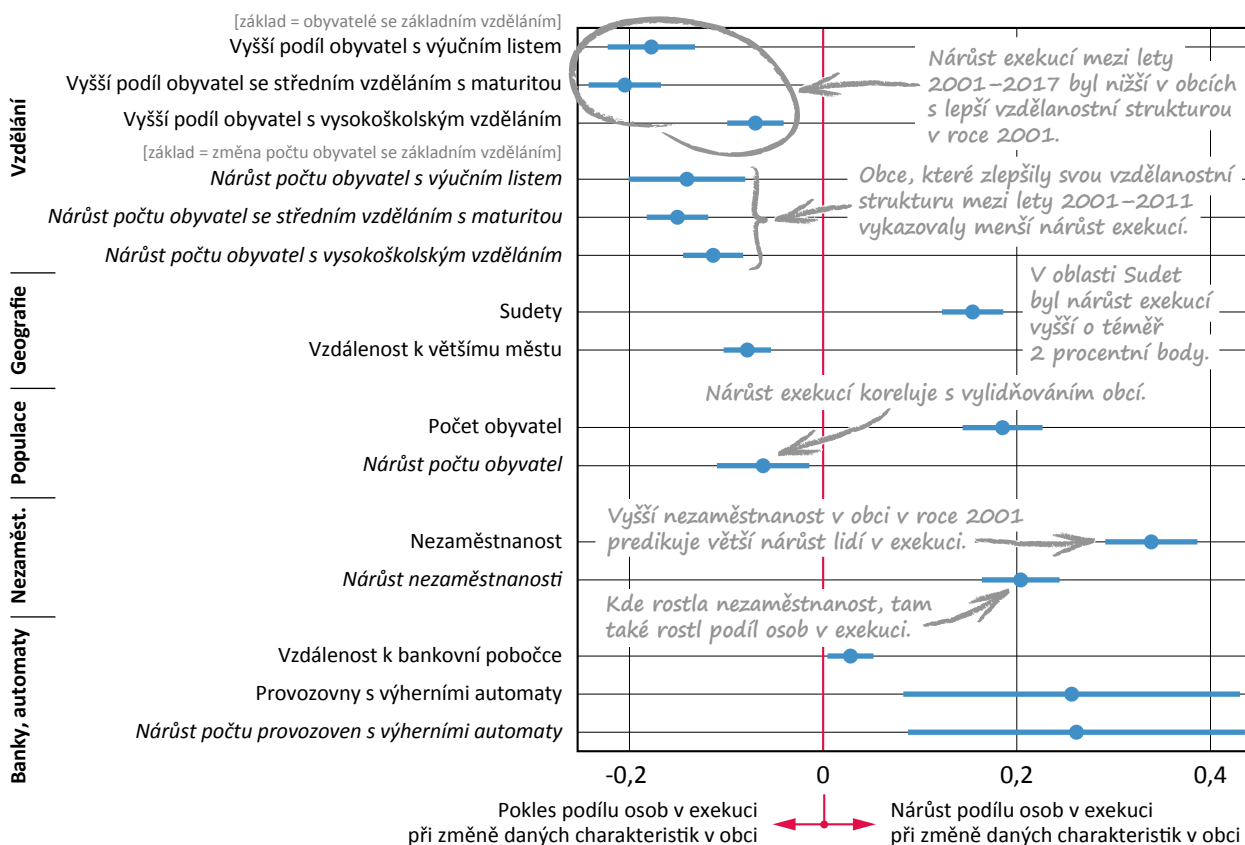 [základ = obyvatelé se základním vzděláním]
Vyšší podíl obyvatel s výučním listem
Vyšší podíl obyvatel se středním vzděláním s maturitou
Vyšší podíl obyvatel s vysokoškolským vzděláním
Nárůst exekucí mezi lety
2001–2017 byl nižší v obcích
s lepší vzdělanostní strukturou
v roce 2001.
Vzdělání
[základ = změna počtu obyvatel se základním vzděláním]
Nárůst počtu obyvatel s výučním listem
Nárůst počtu obyvatel se středním vzděláním s maturitou
Nárůst počtu obyvatel s vysokoškolským vzděláním
Obce, které zlepšily svou vzdělanostní
strukturu mezi lety 2001–2011
vykazovaly menší nárůst exekucí.
Geografie
Sudety
Vzdálenost k většímu městu
V oblasti Sudet
byl nárůst exekucí
vyšší o téměř
2 procentní body.
Populace
Nárůst exekucí koreluje s vylidňováním obcí.
Počet obyvatel
Nárůst počtu obyvatel
Nezaměst.
Vyšší nezaměstnanost v obci v roce 2001
predikuje větší nárůst lidí v exekuci.
Nezaměstnanost
Nárůst nezaměstnanosti
Kde rostla nezaměstnanost, tam
také rostl podíl osob v exekuci.
Banky, automaty
Vzdálenost k bankovní pobočce
Provozovny s výherními automaty
Nárůst počtu provozoven s výherními automaty
-0,2 0 0,2 0,4
Pokles podílu osob v exekuci
při změně daných charakteristik v obci
Nárůst podílu osob v exekuci
při změně daných charakteristik v obci